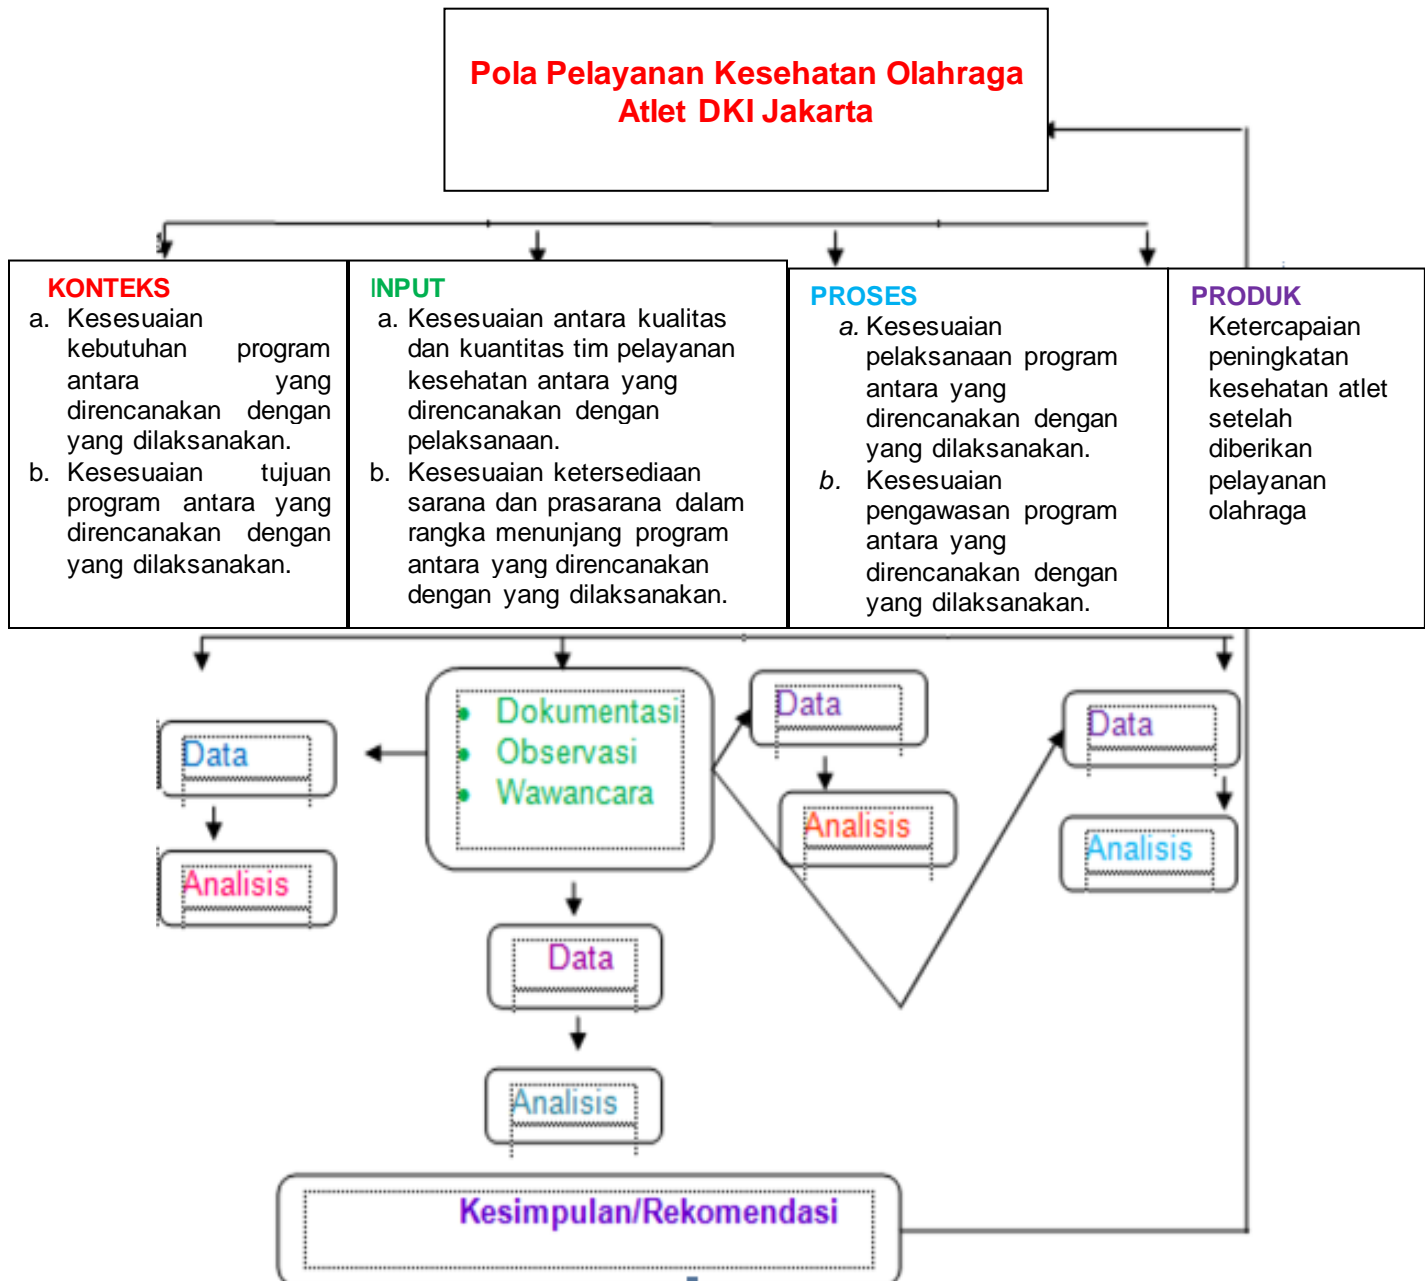 Pola Pelayanan Kesehatan Olahraga
Atlet DKI Jakarta
KONTEKS
a. Kesesuaian
kebutuhan program
antara yang
direncanakan dengan
yang dilaksanakan.
b. Kesesuaian tujuan
program antara yang
direncanakan dengan
yang dilaksanakan.
INPUT
a. Kesesuaian antara kualitas
dan kuantitas tim pelayanan
kesehatan antara yang
direncanakan dengan
pelaksanaan.
b. Kesesuaian ketersediaan
sarana dan prasarana dalam
rangka menunjang program
antara yang direncanakan
dengan yang dilaksanakan.
PROSES
a. Kesesuaian
pelaksanaan program
antara yang
direncanakan dengan
yang dilaksanakan.
b. Kesesuaian
pengawasan program
antara yang
direncanakan dengan
yang dilaksanakan.
PRODUK
Ketercapaian
peningkatan
kesehatan atlet
setelah
diberikan
pelayanan
olahraga
Data
Analisis
• Dokumentasi
• Observasi
• Wawancara
Data
Analisis
Data
Analisis
Data
Analisis
Kesimpulan/Rekomendasi